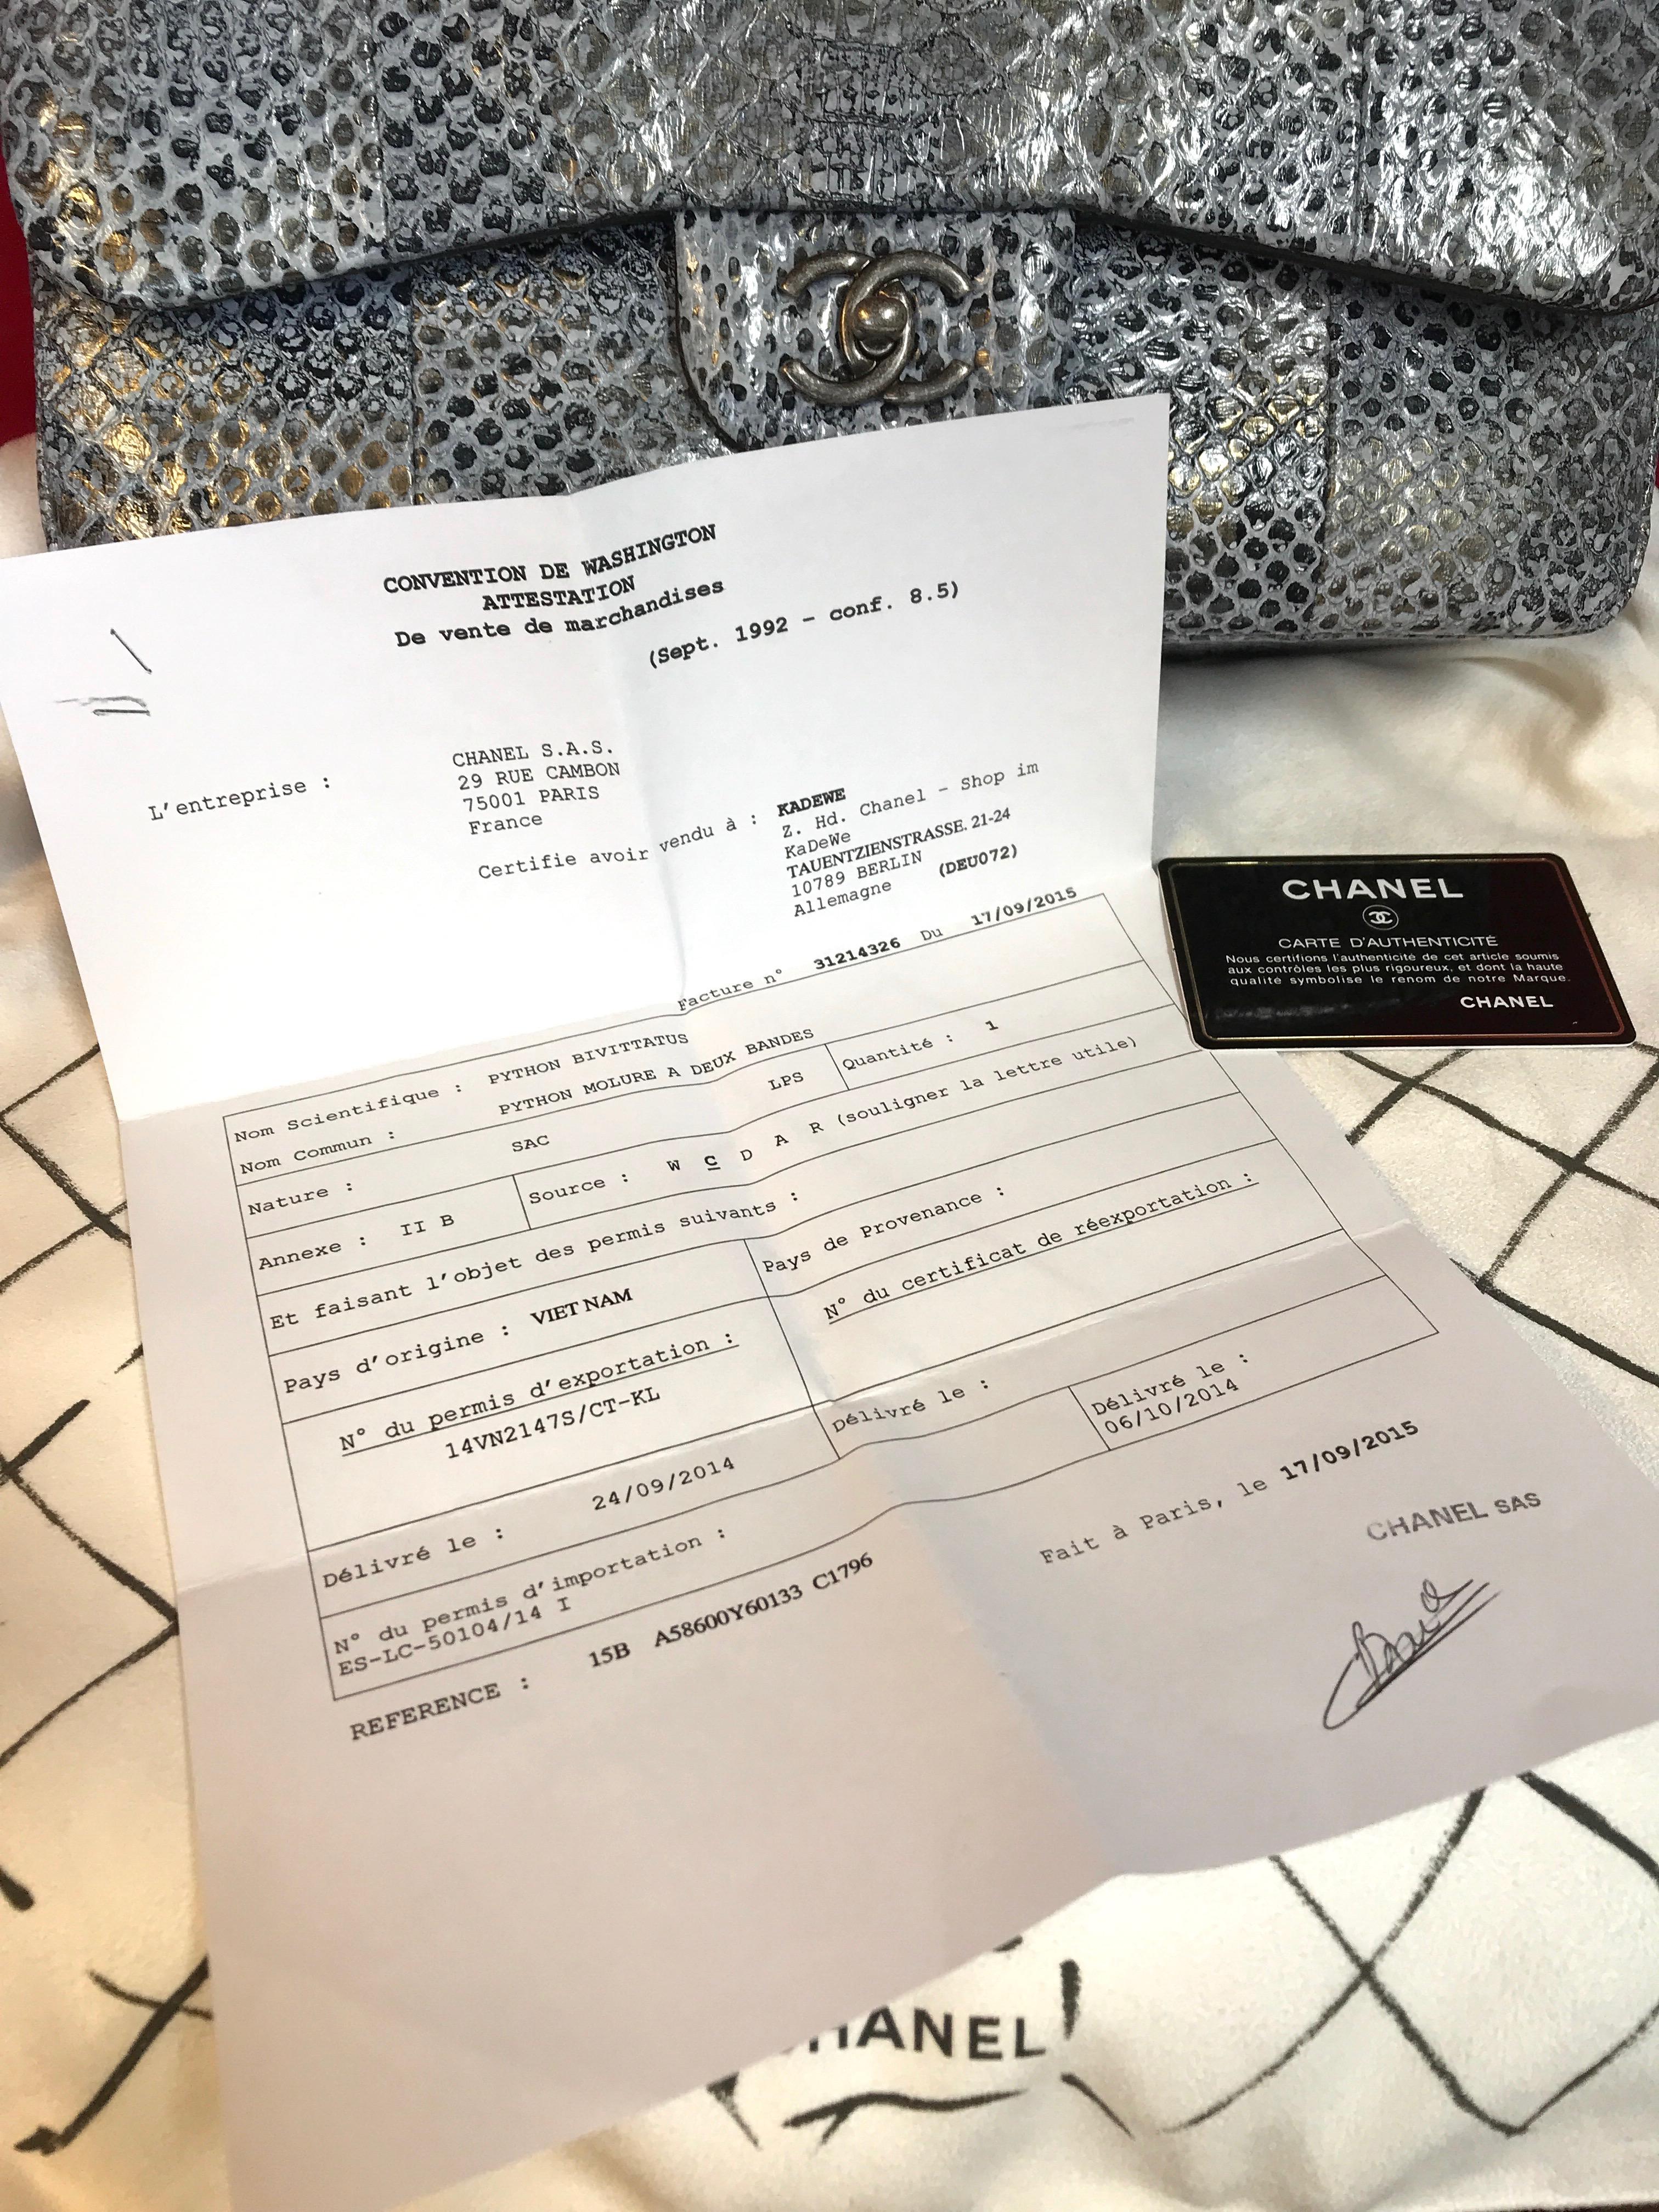 CONVENTION DE WASHINGTON
ATTESTATION
De vente de marchandises
(Sept. 1992 - conf. 8.5)
L'entreprise :
CHANEL S.A.S.
29 RUE CAMBON
75001 PARIS
France
Certifie avoir vendu à :
KADEWE
Z. Hd. Chanel - Shop im
KaDeWe
TAUENTZIENSTRASSE. 21-24
10789 BERLIN (DEU072)
Allemagne
Facture n° 31214326 Du 17/09/2015
Nom Scientifique : PYTHON BIVITTATUS
Nom Commun : PYTHON MOLURE A DEUX BANDES
Nature : SAC LPS Quantité : 1
Annexe : II B Source : W C D A R (souligner la lettre utile)
Et faisant l'objet des permis suivants :
Pays d'origine : VIET NAM Pays de Provenance :
N° du permis d'exportation : N° du certificat de réexportation :
14VN2147S/CT-KL
Délivré le : 24/09/2014 Délivré le :
N° du permis d'importation : Délivré le :
ES-LC-50104/14 I 06/10/2014
REFERENCE : 15B A58600Y60133 C1796
Fait à Paris, le 17/09/2015
CHANEL SAS
CHANEL
CARTE D'AUTHENTICITÉ
Nous certifions l'authenticité de cet article soumis
aux contrôles les plus rigoureux, et dont la haute
qualité symbolise le renom de notre Marque.
CHANEL
HANEL